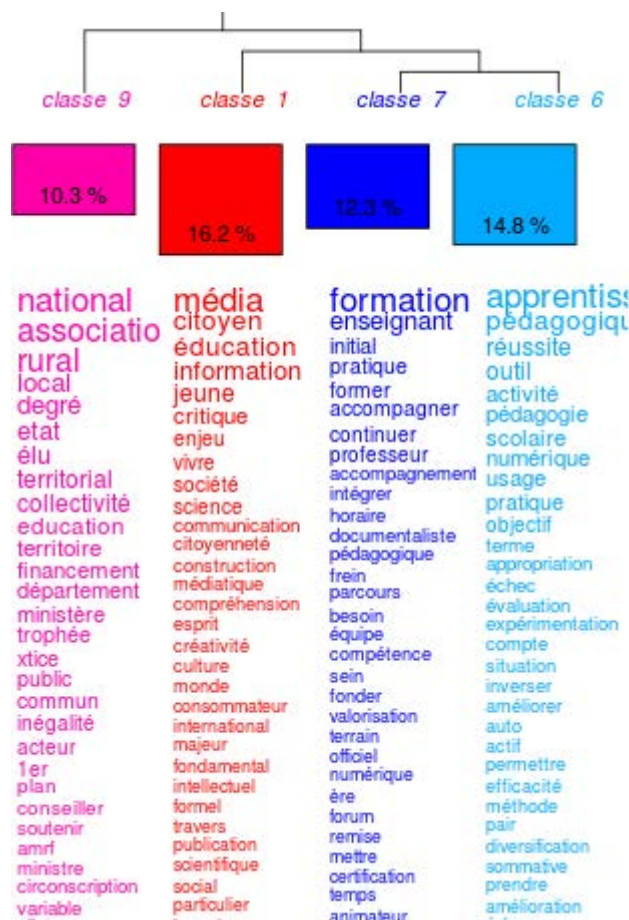 classe 9
classe 1
classe 7
classe 6
10.3 %
16.2 %
12.3 %
14.8 %
national
associatio
rural
local
degré
etat
élu
territorial
collectivité
education
territoire
financement
département
ministère
trophée
xtice
public
commun
inégalité
acteur
1er
plan
conseiller
soutenir
amrf
ministre
circonscription
variable
média
citoyen
éducation
information
jeune
critique
enjeu
vivre
société
science
communication
citoyenneté
construction
médiatique
compréhension
esprit
créativité
culture
monde
consommateur
international
majeur
fondamental
intellectuel
formel
travers
publication
scientifique
social
particulier
formation
enseignant
initial
pratique
former
accompagner
continuer
professeur
accompagnement
intégrer
horaire
documentaliste
pédagogique
frein
parcours
besoin
équipe
compétence
sein
fonder
valorisation
terrain
officiel
numérique
ère
forum
remise
mettre
certification
temps
animateur
apprentiss
pédagogiqu
réussite
outil
activité
pédagogie
scolaire
numérique
usage
pratique
objectif
terme
appropriation
échec
évaluation
expérimentation
compte
situation
inverser
améliorer
auto
actif
permettre
efficacité
méthode
pair
diversification
sommative
prendre
amélioration